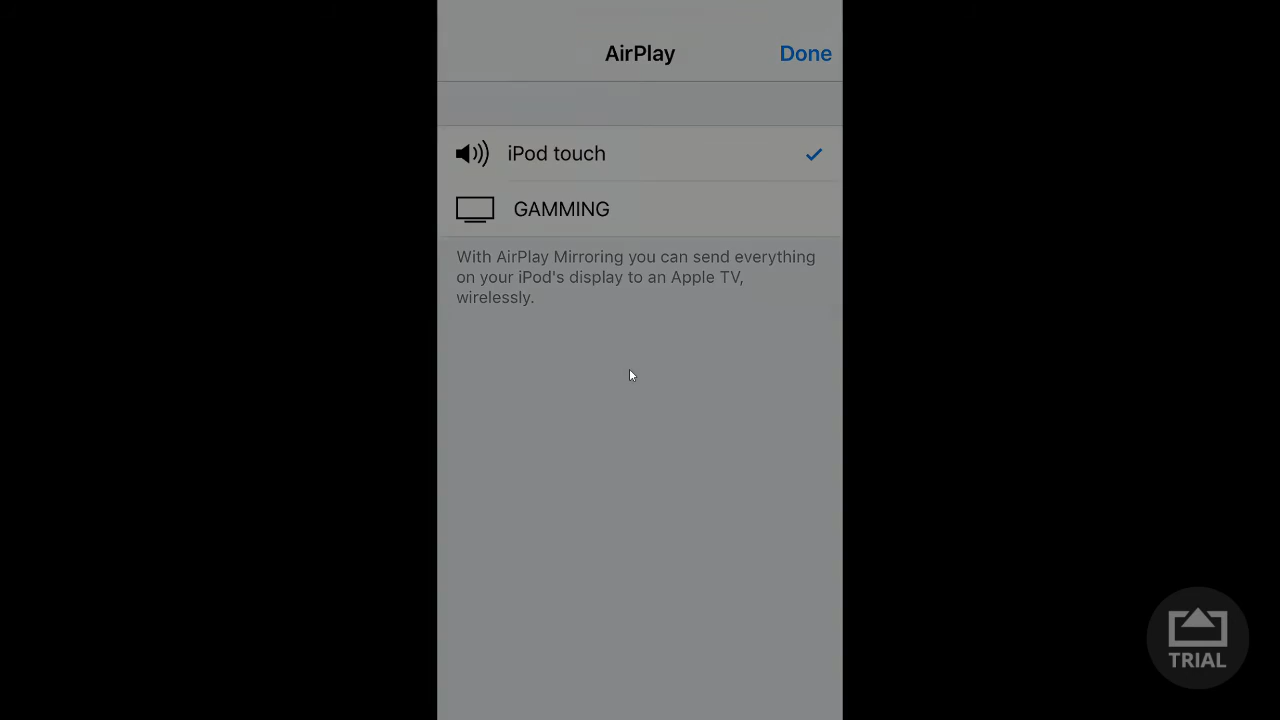 AirPlay
Done
iPod touch
GAMMING
With AirPlay Mirroring you can send everything
on your iPod's display to an Apple TV,
wirelessly.
TRIAL